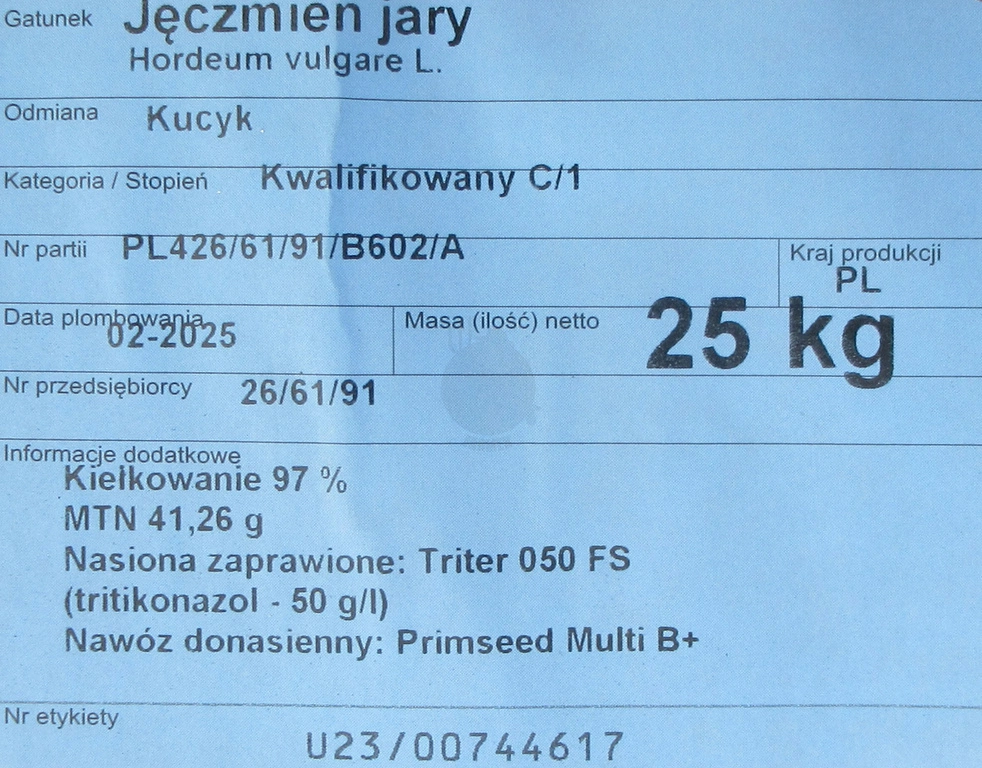 Gatunek Jęczmień jary
Hordeum vulgare L.
Odmiana Kucyk
Kategoria / Stopień Kwalifikowany C/1
Nr partii PL426/61/91/B602/A
Kraj produkcji
PL
Data plombowania
02-2025
Masa (ilość) netto 25 kg
Nr przedsiębiorcy 26/61/91
Informacje dodatkowe
Kiełkowanie 97 %
MTN 41,26 g
Nasiona zaprawione: Triter 050 FS
(tritikonazol - 50 g/l)
Nawóz donasienny: Primseed Multi B+
Nr etykiety
U23/00744617